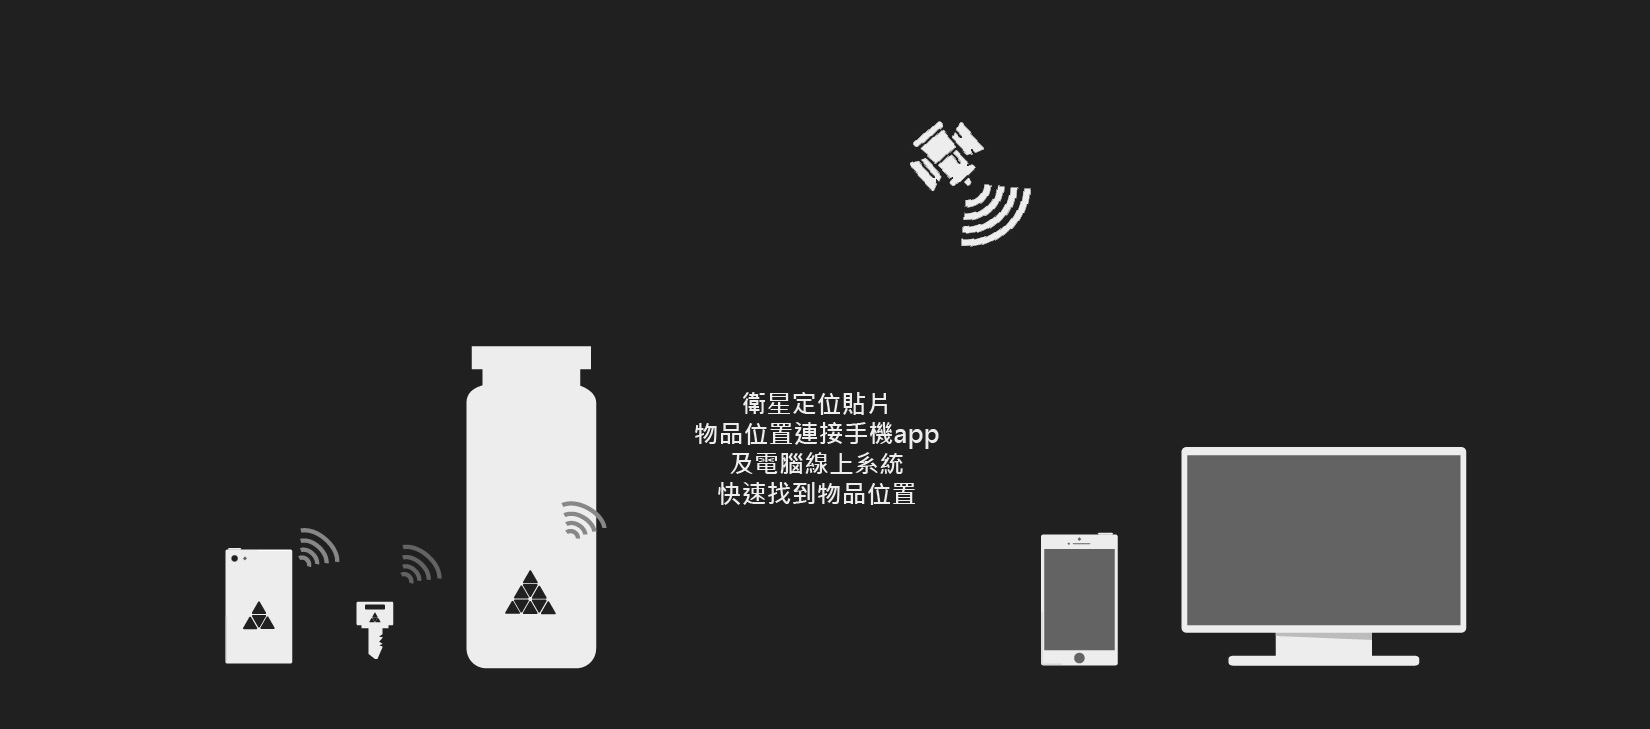 衛星定位貼片
物品位置連接手機app
及電腦線上系統
快速找到物品位置